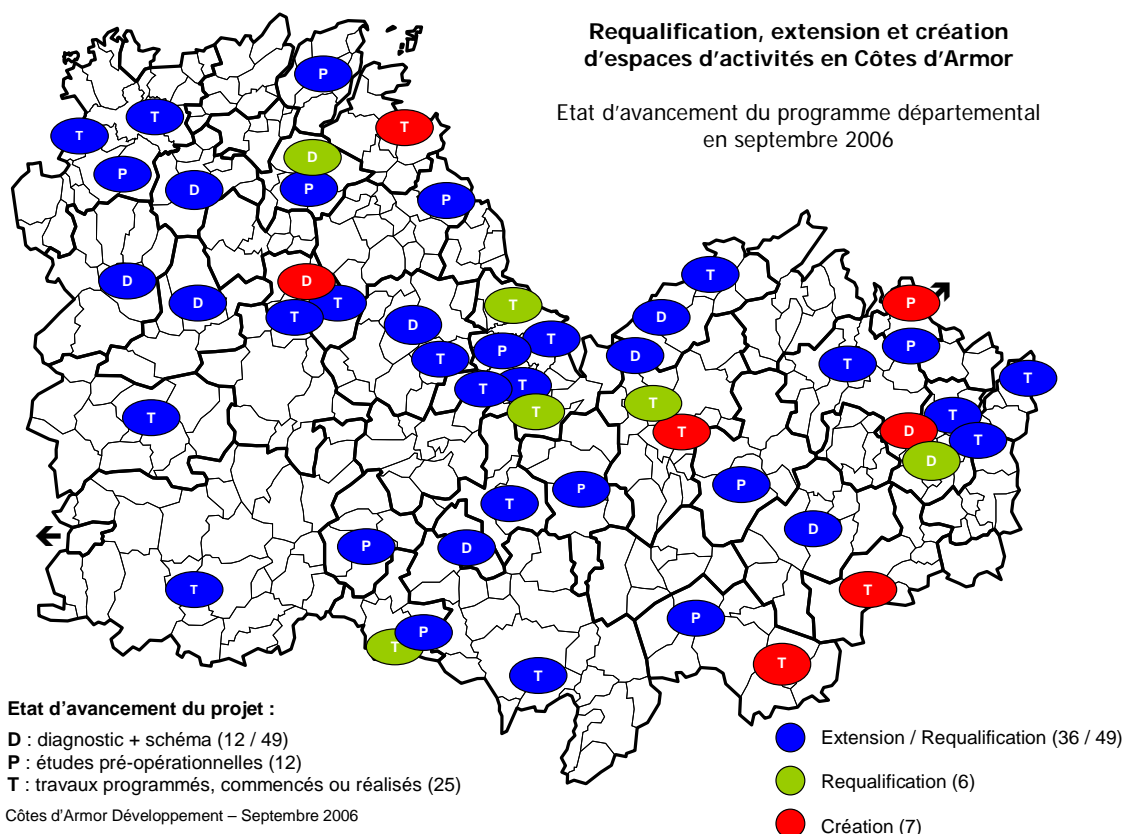 Requalification, extension et création
d'espaces d'activités en Côtes d'Armor
Etat d'avancement du programme départemental
en septembre 2006
P
T
T
T
D
P
D
P
P
T
D
D
P
D
D
T
T
T
D
D
T
P
D
P
T
T
T
T
T
T
T
T
T
T
D
T
D
P
P
T
D
P
D
T
T
P
T
P
T
Etat d'avancement du projet :
D : diagnostic + schéma (12 / 49)
P : études pré-opérationnelles (12)
T : travaux programmés, commencés ou réalisés (25)
Côtes d'Armor Développement – Septembre 2006
Extension / Requalification (36 / 49)
Requalification (6)
Création (7)